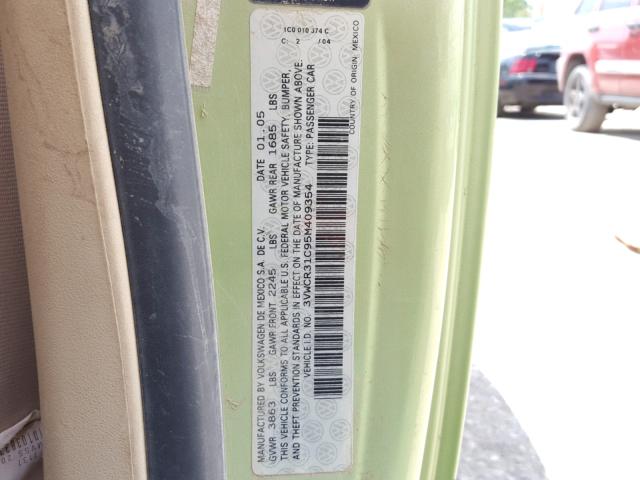 1C0 010 374 C
C. 2 / 04
MANUFACTURED BY VOLKSWAGEN DE MEXICO S.A. DE C.V. DATE 01.05
GVWR 3863 LBS GAWR FRONT 2245 LBS GAWR REAR 1685 LBS
THIS VEHICLE CONFORMS TO ALL APPLICABLE U.S. FEDERAL MOTOR VEHICLE SAFETY, BUMPER,
AND THEFT PREVENTION STANDARDS IN EFFECT ON THE DATE OF MANUFACTURE SHOWN ABOVE.
VEHICLE I.D. NO. 3VWCR31C95M409354 TYPE: PASSENGER CAR
COUNTRY OF ORIGIN: MEXICO